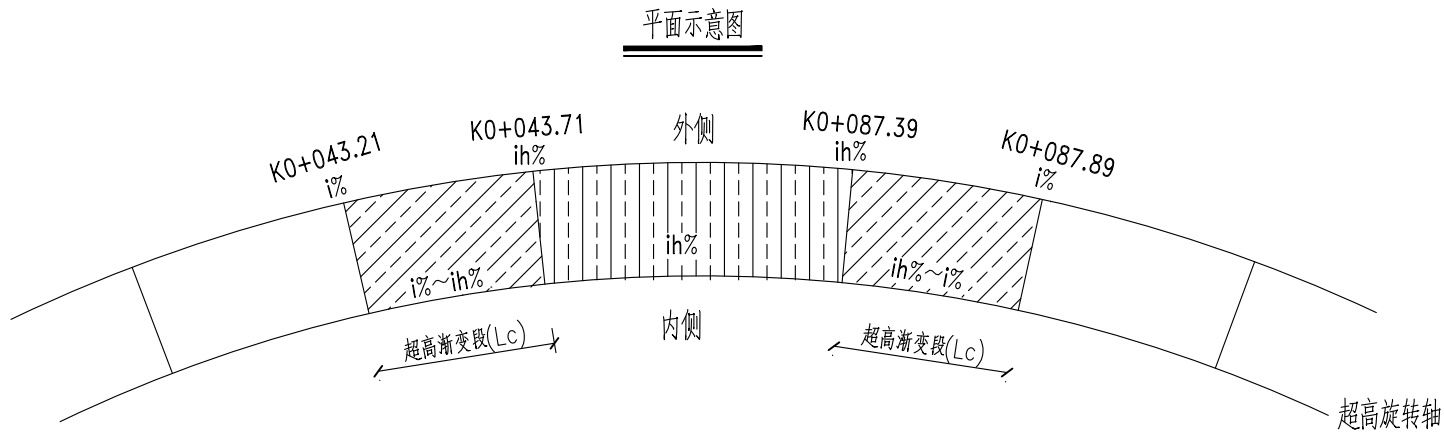 平面示意图
外侧
K0+043.21
i%
K0+043.71
ih%
K0+087.39
ih%
K0+087.89
i%
i%~ih%
ih%
ih%~i%
内侧
超高渐变段(Lc)
超高渐变段(Lc)
超高旋转轴